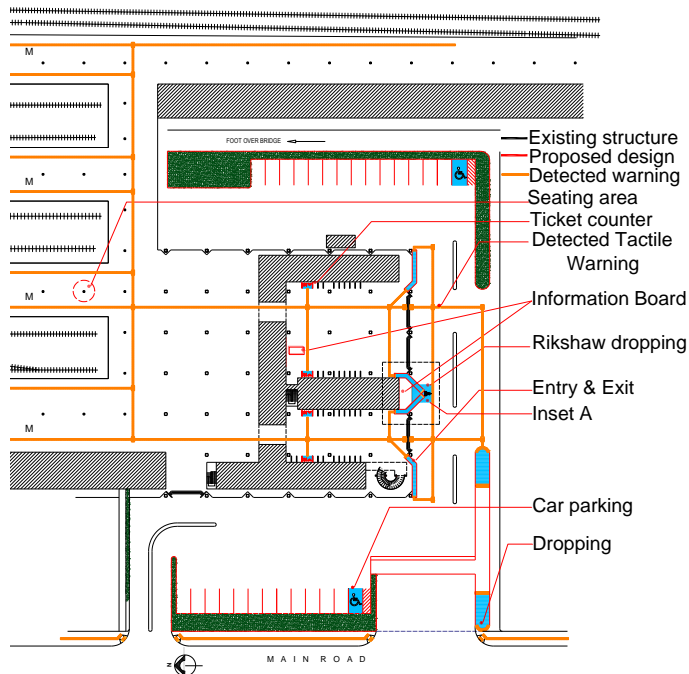 M
FOOT OVER BRIDGE
Existing structure
Proposed design
Detected warning
M
Seating area
Ticket counter
Detected Tactile
Warning
M
Information Board
Rikshaw dropping
Entry & Exit
Inset A
M
Car parking
Dropping
MAIN ROAD
N